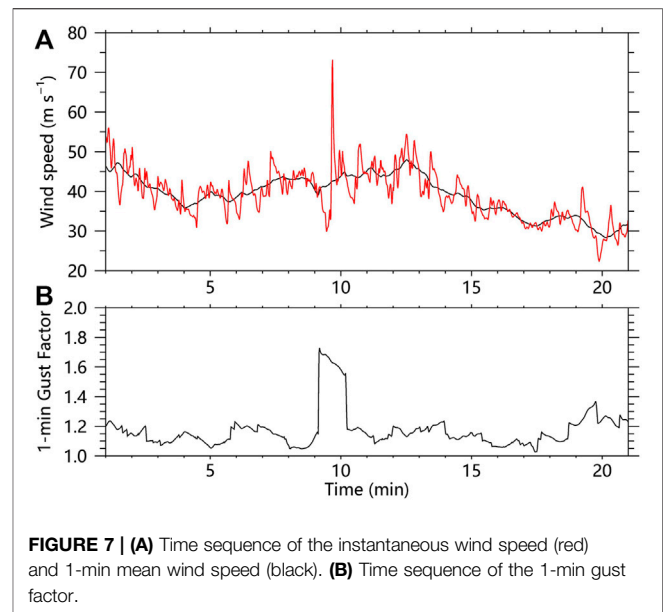 A
80
70
60
50
40
30
20
Wind speed (m s⁻¹)
5
10
15
20
B
2.0
1.8
1.6
1.4
1.2
1.0
1-min Gust Factor
5
10
15
20
Time (min)
FIGURE 7 | (A) Time sequence of the instantaneous wind speed (red)
and 1-min mean wind speed (black). (B) Time sequence of the 1-min gust
factor.